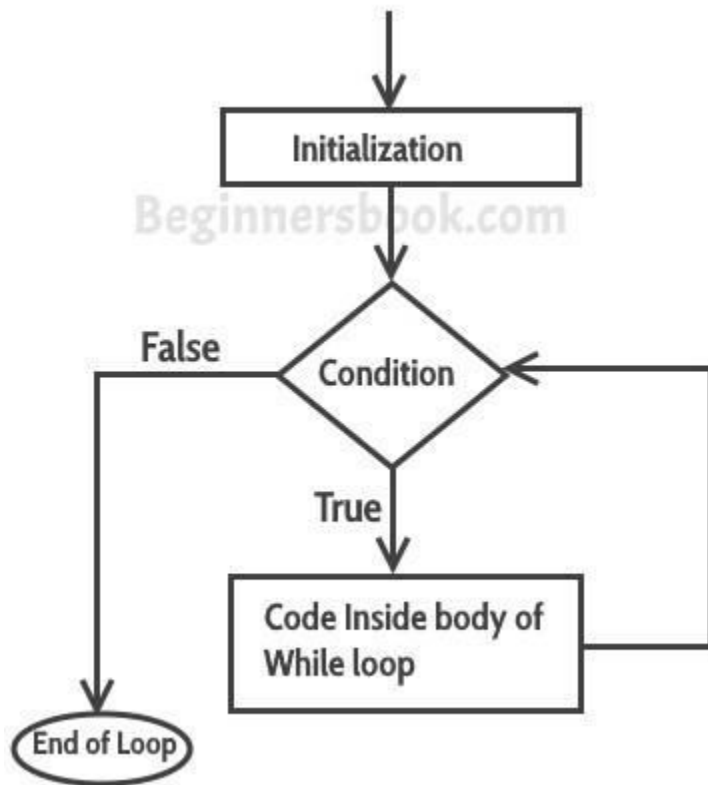 Initialization
Beginnersbook.com
False
Condition
True
Code Inside body of
While loop
End of Loop